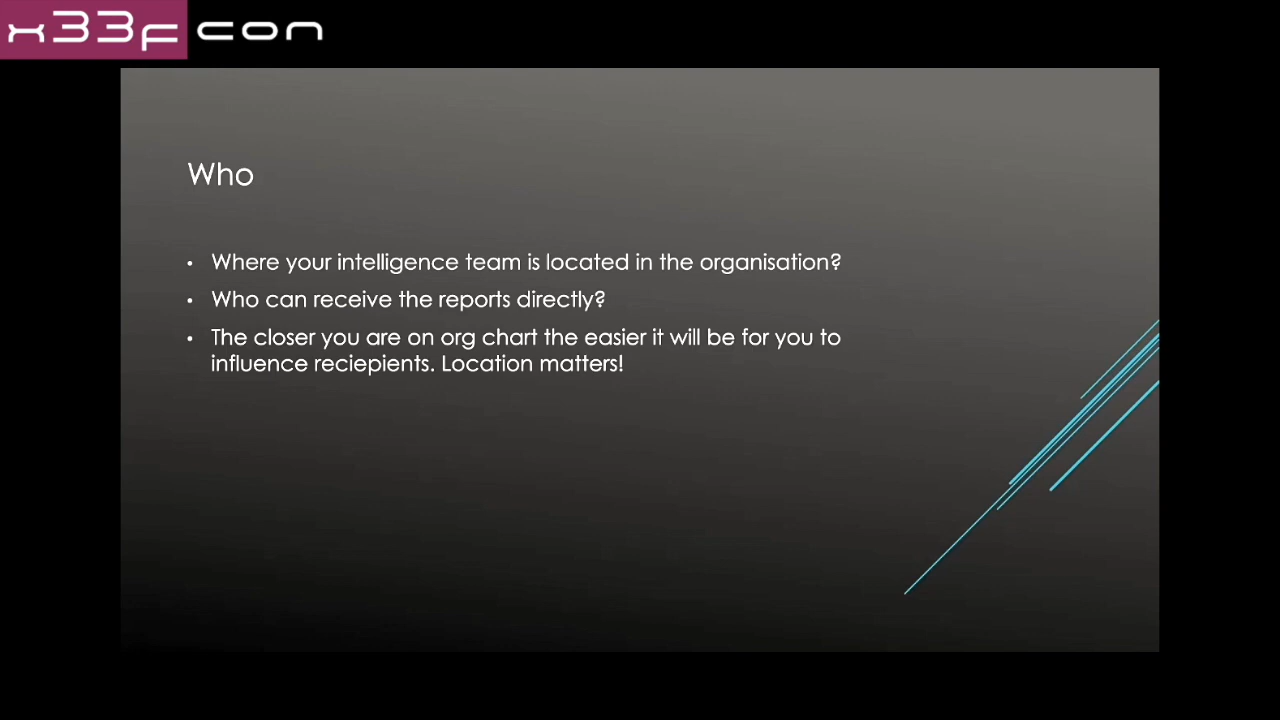 x33fcon
Who
• Where your intelligence team is located in the organisation?
• Who can receive the reports directly?
• The closer you are on org chart the easier it will be for you to
influence reciepients. Location matters!